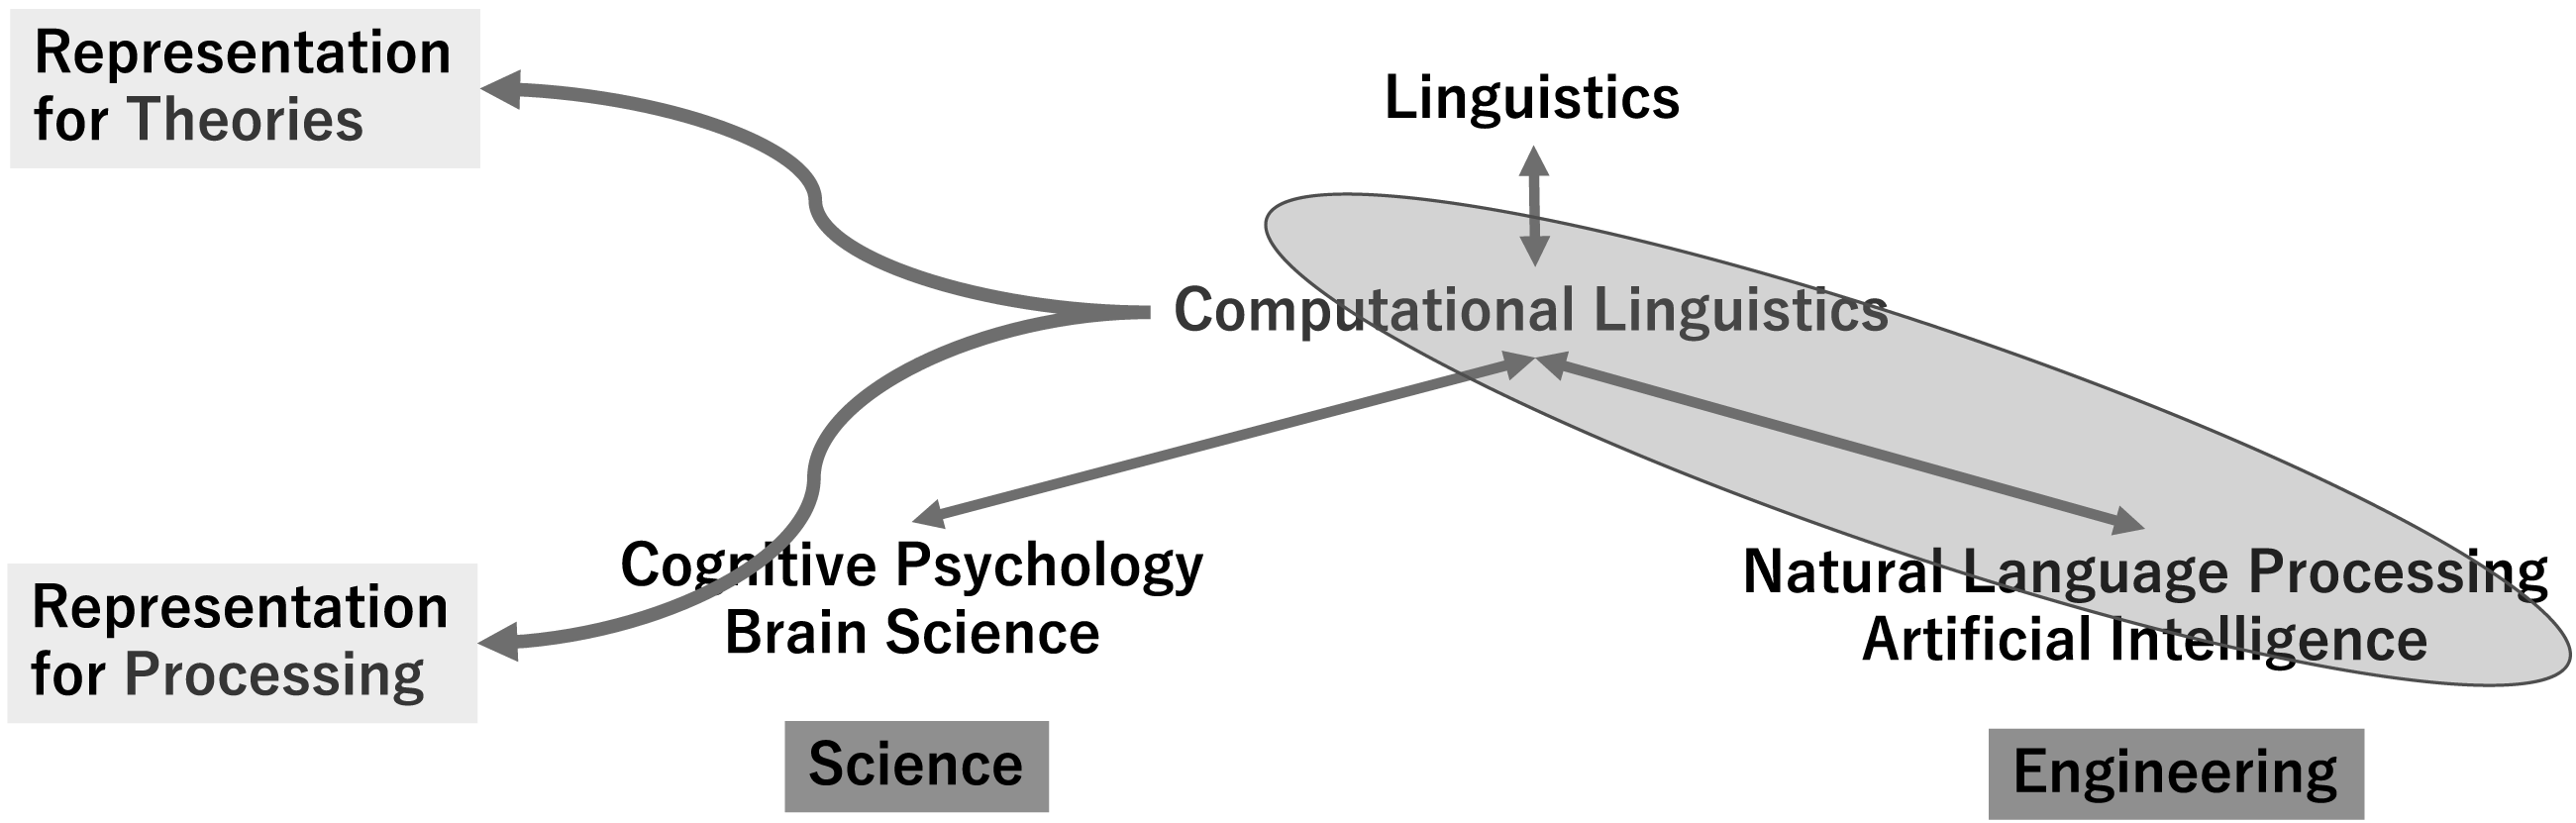 Representation
for Theories
Linguistics
Computational Linguistics
Cognitive Psychology
Brain Science
Natural Language Processing
Artificial Intelligence
Representation
for Processing
Science
Engineering